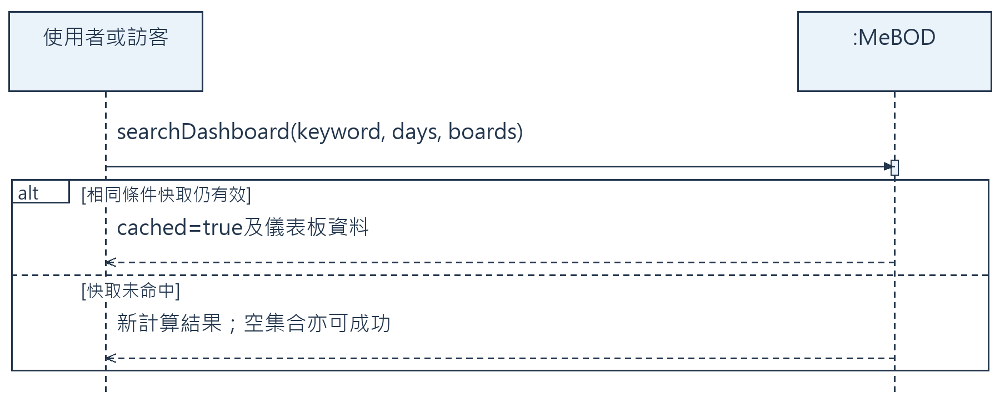 使用者或訪客
:MeBOD
searchDashboard(keyword, days, boards)
alt
[相同條件快取仍有效]
cached=true及儀表板資料
[快取未命中]
新計算結果；空集合亦可成功